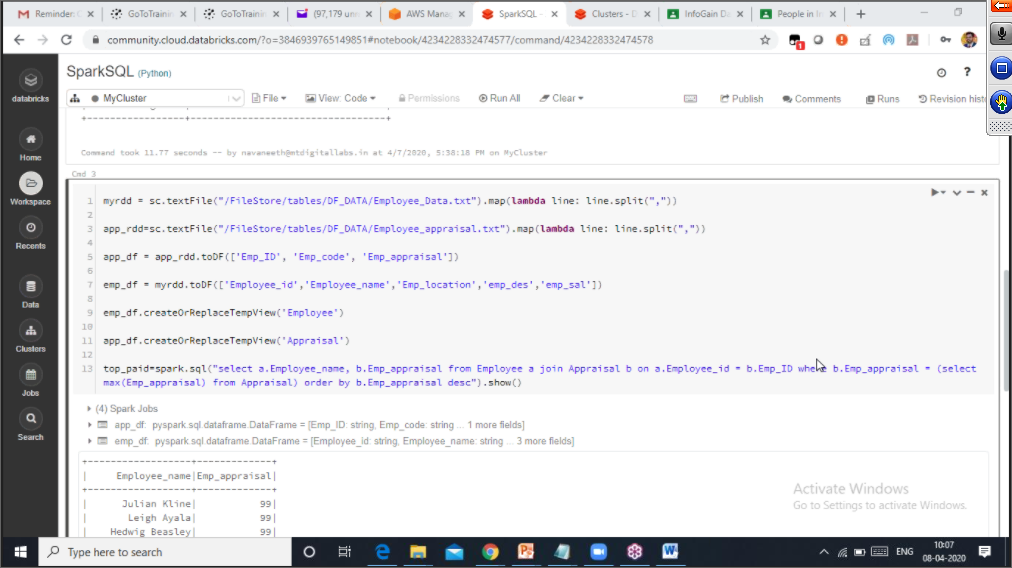 Reminder:
GoToTrainin
GoToTrainin
(97,179 unr
AWS Mana
SparkSQL -
Clusters - D
InfoGain Da
People in In
community.cloud.databricks.com/?o=3846939765149851#notebook/4234228332474577/command/4234228332474578
SparkSQL (Python)
MyCluster
File
View: Code
Permissions
Run All
Clear
Publish
Comments
Runs
Revision histo
databricks
Home
Workspace
Recents
Data
Clusters
Jobs
Search
+------------------+------------------------------------+
Command took 11.77 seconds -- by navaneeth@ntdigitallabs.in at 4/7/2020, 5:38:18 PM on MyCluster
Cmd 3
1 myrdd = sc.textFile("/FileStore/tables/DF_DATA/Employee_Data.txt").map(lambda line: line.split(","))
2
3 app_rdd=sc.textFile("/FileStore/tables/DF_DATA/Employee_appraisal.txt").map(lambda line: line.split(","))
4
5 app_df = app_rdd.toDF(['Emp_ID', 'Emp_code', 'Emp_appraisal'])
6
7 emp_df = myrdd.toDF(['Employee_id','Employee_name','Emp_location','emp_des','emp_sal'])
8
9 emp_df.createOrReplaceTempView('Employee')
10
11 app_df.createOrReplaceTempView('Appraisal')
12
13 top_paid=spark.sql("select a.Employee_name, b.Emp_appraisal from Employee a join Appraisal b on a.Employee_id = b.Emp_ID where b.Emp_appraisal = (select
max(Emp_appraisal) from Appraisal) order by b.Emp_appraisal desc").show()
(4) Spark Jobs
app_df: pyspark.sql.dataframe.DataFrame = [Emp_ID: string, Emp_code: string ... 1 more fields]
emp_df: pyspark.sql.dataframe.DataFrame = [Employee_id: string, Employee_name: string ... 3 more fields]
+------------------+-------------+
| Employee_name|Emp_appraisal|
+------------------+-------------+
| Julian Kline| 99|
| Leigh Ayala| 99|
| Hedwig Beasley| 99|
Activate Windows
Go to Settings to activate Windows.
Type here to search
ENG
10:07
08-04-2020